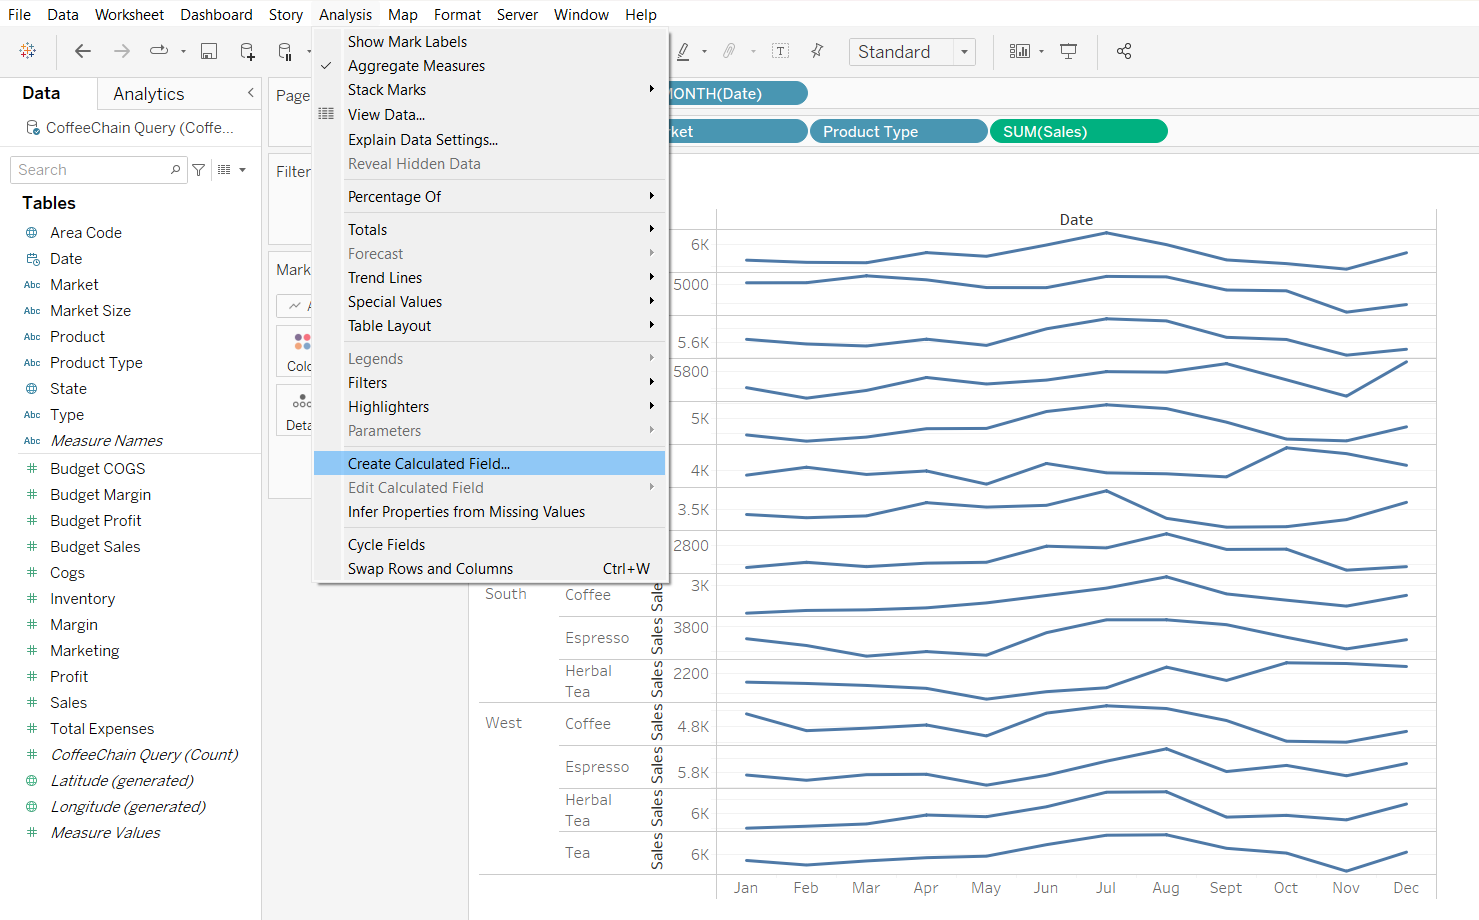 File Data Worksheet Dashboard Story Analysis Map Format Server Window Help
Standard
Data Analytics
CoffeeChain Query (Coffe...
Search
Tables
Area Code
Date
Abc Market
Abc Market Size
Abc Product
Abc Product Type
State
Abc Type
Abc Measure Names
# Budget COGS
# Budget Margin
# Budget Profit
# Budget Sales
# Cogs
# Inventory
# Margin
# Marketing
# Profit
# Sales
# Total Expenses
# CoffeeChain Query (Count)
Latitude (generated)
Longitude (generated)
# Measure Values
Page
Filter
Mark
A
Colo
Deta
Show Mark Labels
Aggregate Measures
Stack Marks
View Data...
Explain Data Settings...
Reveal Hidden Data
Percentage Of
Totals
Forecast
Trend Lines
Special Values
Table Layout
Legends
Filters
Highlighters
Parameters
Create Calculated Field...
Edit Calculated Field
Infer Properties from Missing Values
Cycle Fields
Swap Rows and Columns Ctrl+W
MONTH(Date)
rket Product Type SUM(Sales)
Date
6K
5000
5.6K
5800
5K
4K
3.5K
2800
South Coffee Sales 3K
Espresso Sales 3800
Herbal
Tea Sales 2200
West Coffee Sales 4.8K
Espresso Sales 5.8K
Herbal
Tea Sales 6K
Tea Sales 6K
Jan Feb Mar Apr May Jun Jul Aug Sept Oct Nov Dec